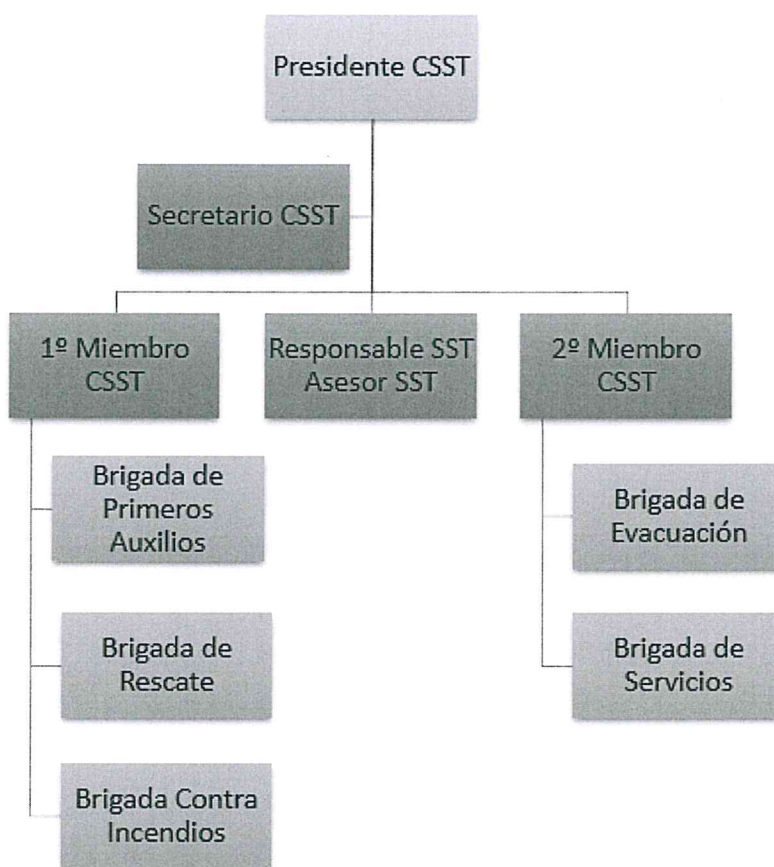 Presidente CSST
Secretario CSST
1º Miembro
CSST
Responsable SST
Asesor SST
2º Miembro
CSST
Brigada de
Primeros
Auxilios
Brigada de
Rescate
Brigada Contra
Incendios
Brigada de
Evacuación
Brigada de
Servicios